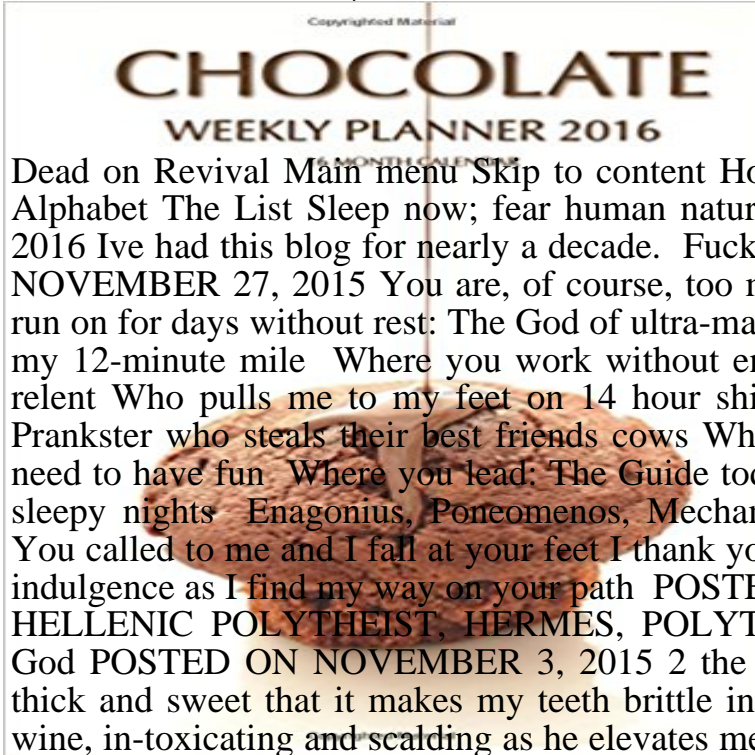 Copyrighted Material
CHOCOLATE
WEEKLY PLANNER 2016
16 MONTH CALENDAR
Dead on Revival Main menu Skip to content Ho
Alphabet The List Sleep now; fear human natur
2016 Ive had this blog for nearly a decade. Fuck
NOVEMBER 27, 2015 You are, of course, too m
run on for days without rest: The God of ultra-ma
my 12-minute mile Where you work without en
relent Who pulls me to my feet on 14 hour shi
Prankster who steals their best friends cows Wh
need to have fun Where you lead: The Guide too
sleepy nights Enagonius, Poneomenos, Mechan
You called to me and I fall at your feet I thank yo
indulgence as I find my way on your path POSTE
HELLENIC POLYTHEIST, HERMES, POLYT
God POSTED ON NOVEMBER 3, 2015 2 the
thick and sweet that it makes my teeth brittle in
wine, in-toxicating and scalding as he elevates me
Copyrighted Material